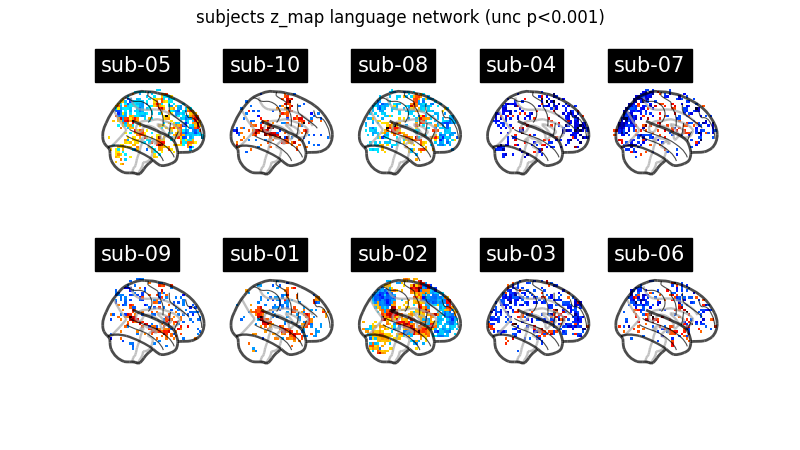 subjects z_map language network (unc p<0.001)
sub-05 sub-10 sub-08 sub-04 sub-07
sub-09 sub-01 sub-02 sub-03 sub-06